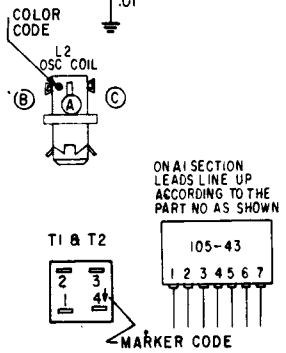 .01
COLOR
CODE
L2
OSC COIL
B
A
C
ON A1 SECTION
LEADS LINE UP
ACCORDING TO THE
PART NO AS SHOWN
T1 & T2
105-43
2 3
1 4
1 2 3 4 5 6 7
MARKER CODE